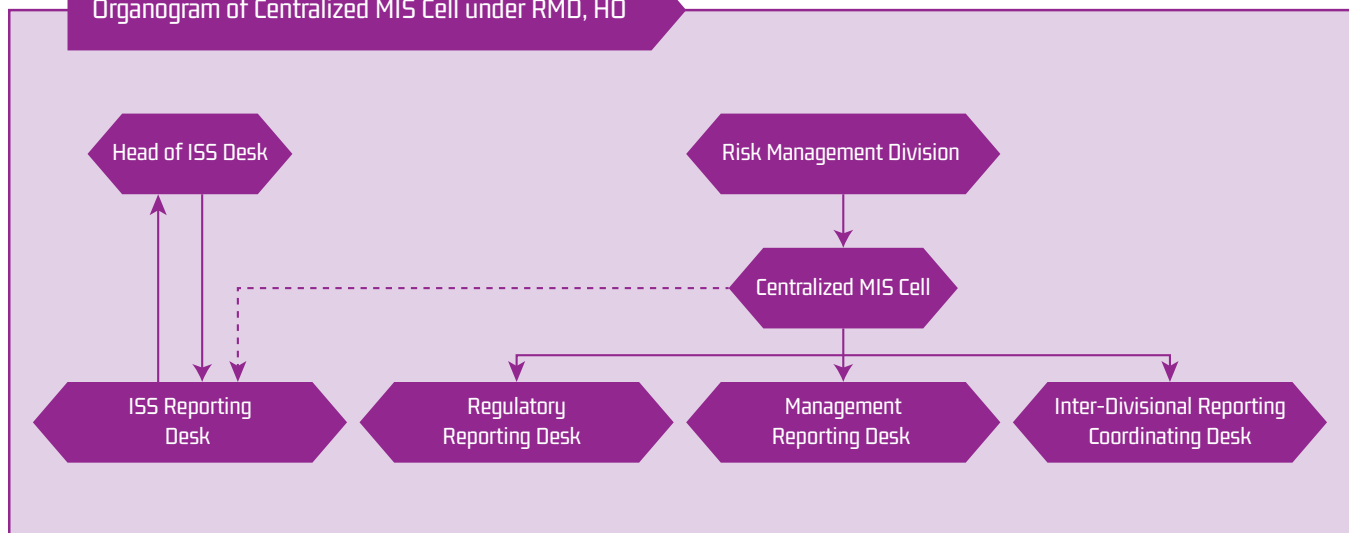 Organogram of Centralized MIS Cell under RMD, HO
Head of ISS Desk
Risk Management Division
Centralized MIS Cell
ISS Reporting
Desk
Regulatory
Reporting Desk
Management
Reporting Desk
Inter-Divisional Reporting
Coordinating Desk